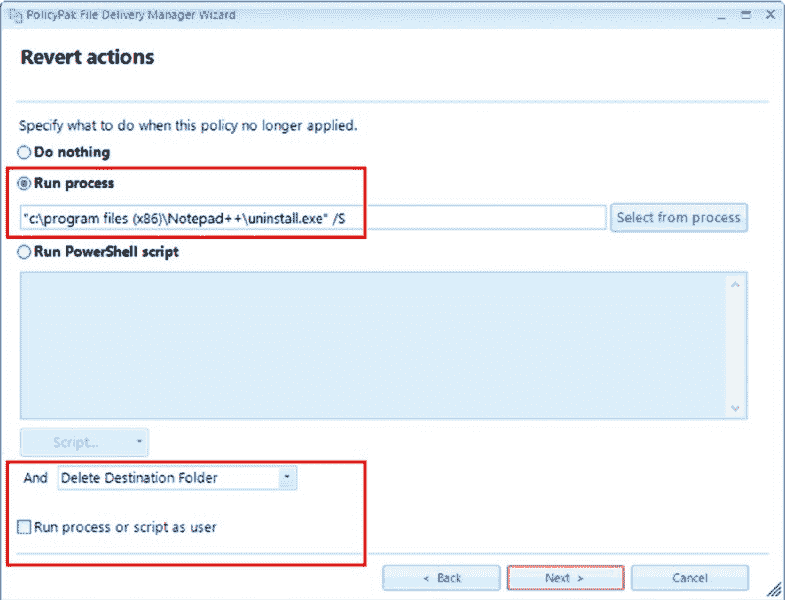 PolicyPak File Delivery Manager Wizard
Revert actions
Specify what to do when this policy no longer applied.
Do nothing
Run process
"c:\program files (x86)\Notepad++\uninstall.exe" /S
Select from process
Run PowerShell script
Script...
And Delete Destination Folder
Run process or script as user
< Back Next > Cancel